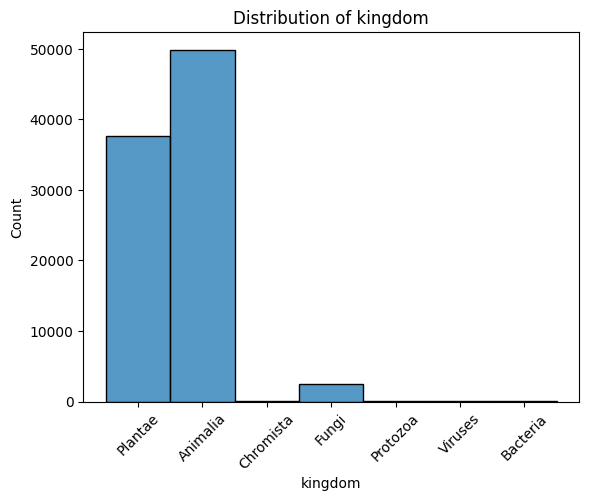 Distribution of kingdom
Count
50000
40000
30000
20000
10000
0
Plantae
Animalia
Chromista
Fungi
Protozoa
Viruses
Bacteria
kingdom